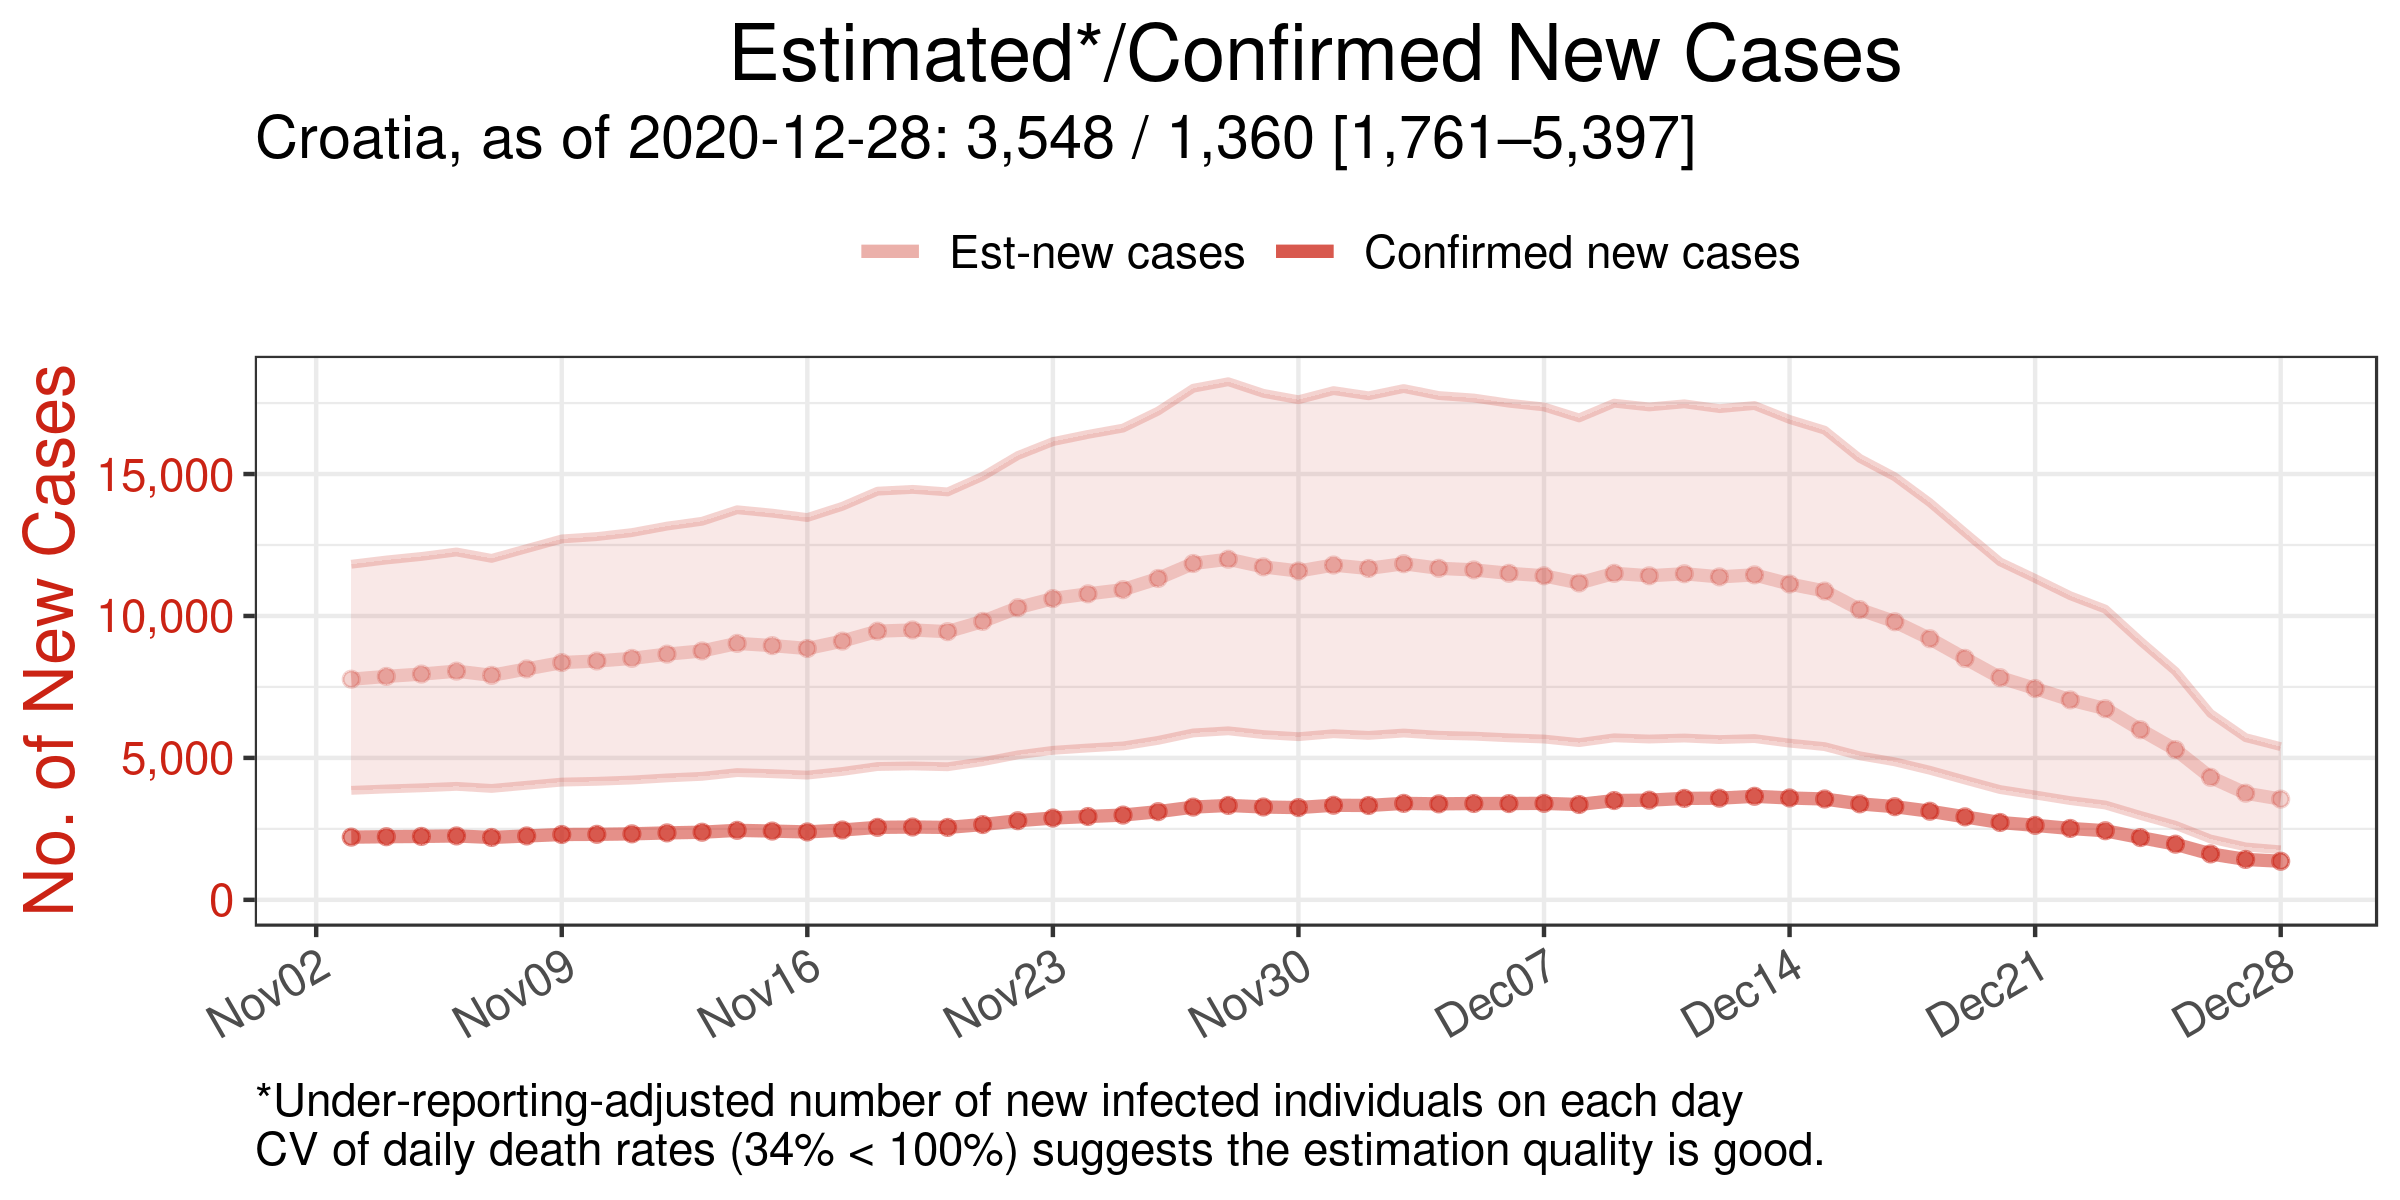 Estimated*/Confirmed New Cases
Croatia, as of 2020-12-28: 3,548 / 1,360 [1,761–5,397]
Est-new cases Confirmed new cases
No. of New Cases
15,000
10,000
5,000
0
Nov02 Nov09 Nov16 Nov23 Nov30 Dec07 Dec14 Dec21 Dec28
*Under-reporting-adjusted number of new infected individuals on each day
CV of daily death rates (34% < 100%) suggests the estimation quality is good.